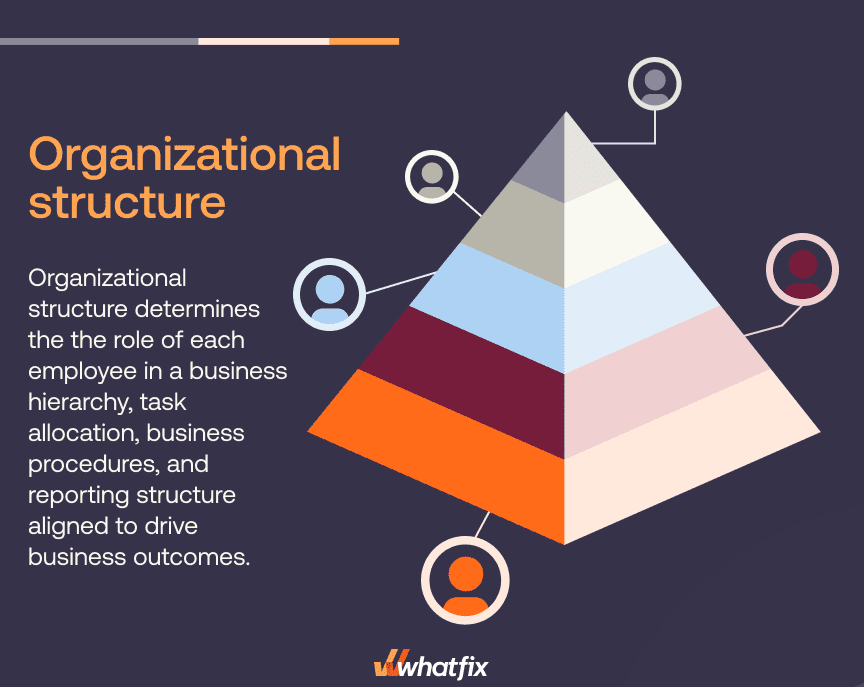 Organizational
structure
Organizational
structure determines
the the role of each
employee in a business
hierarchy, task
allocation, business
procedures, and
reporting structure
aligned to drive
business outcomes.
whatfix